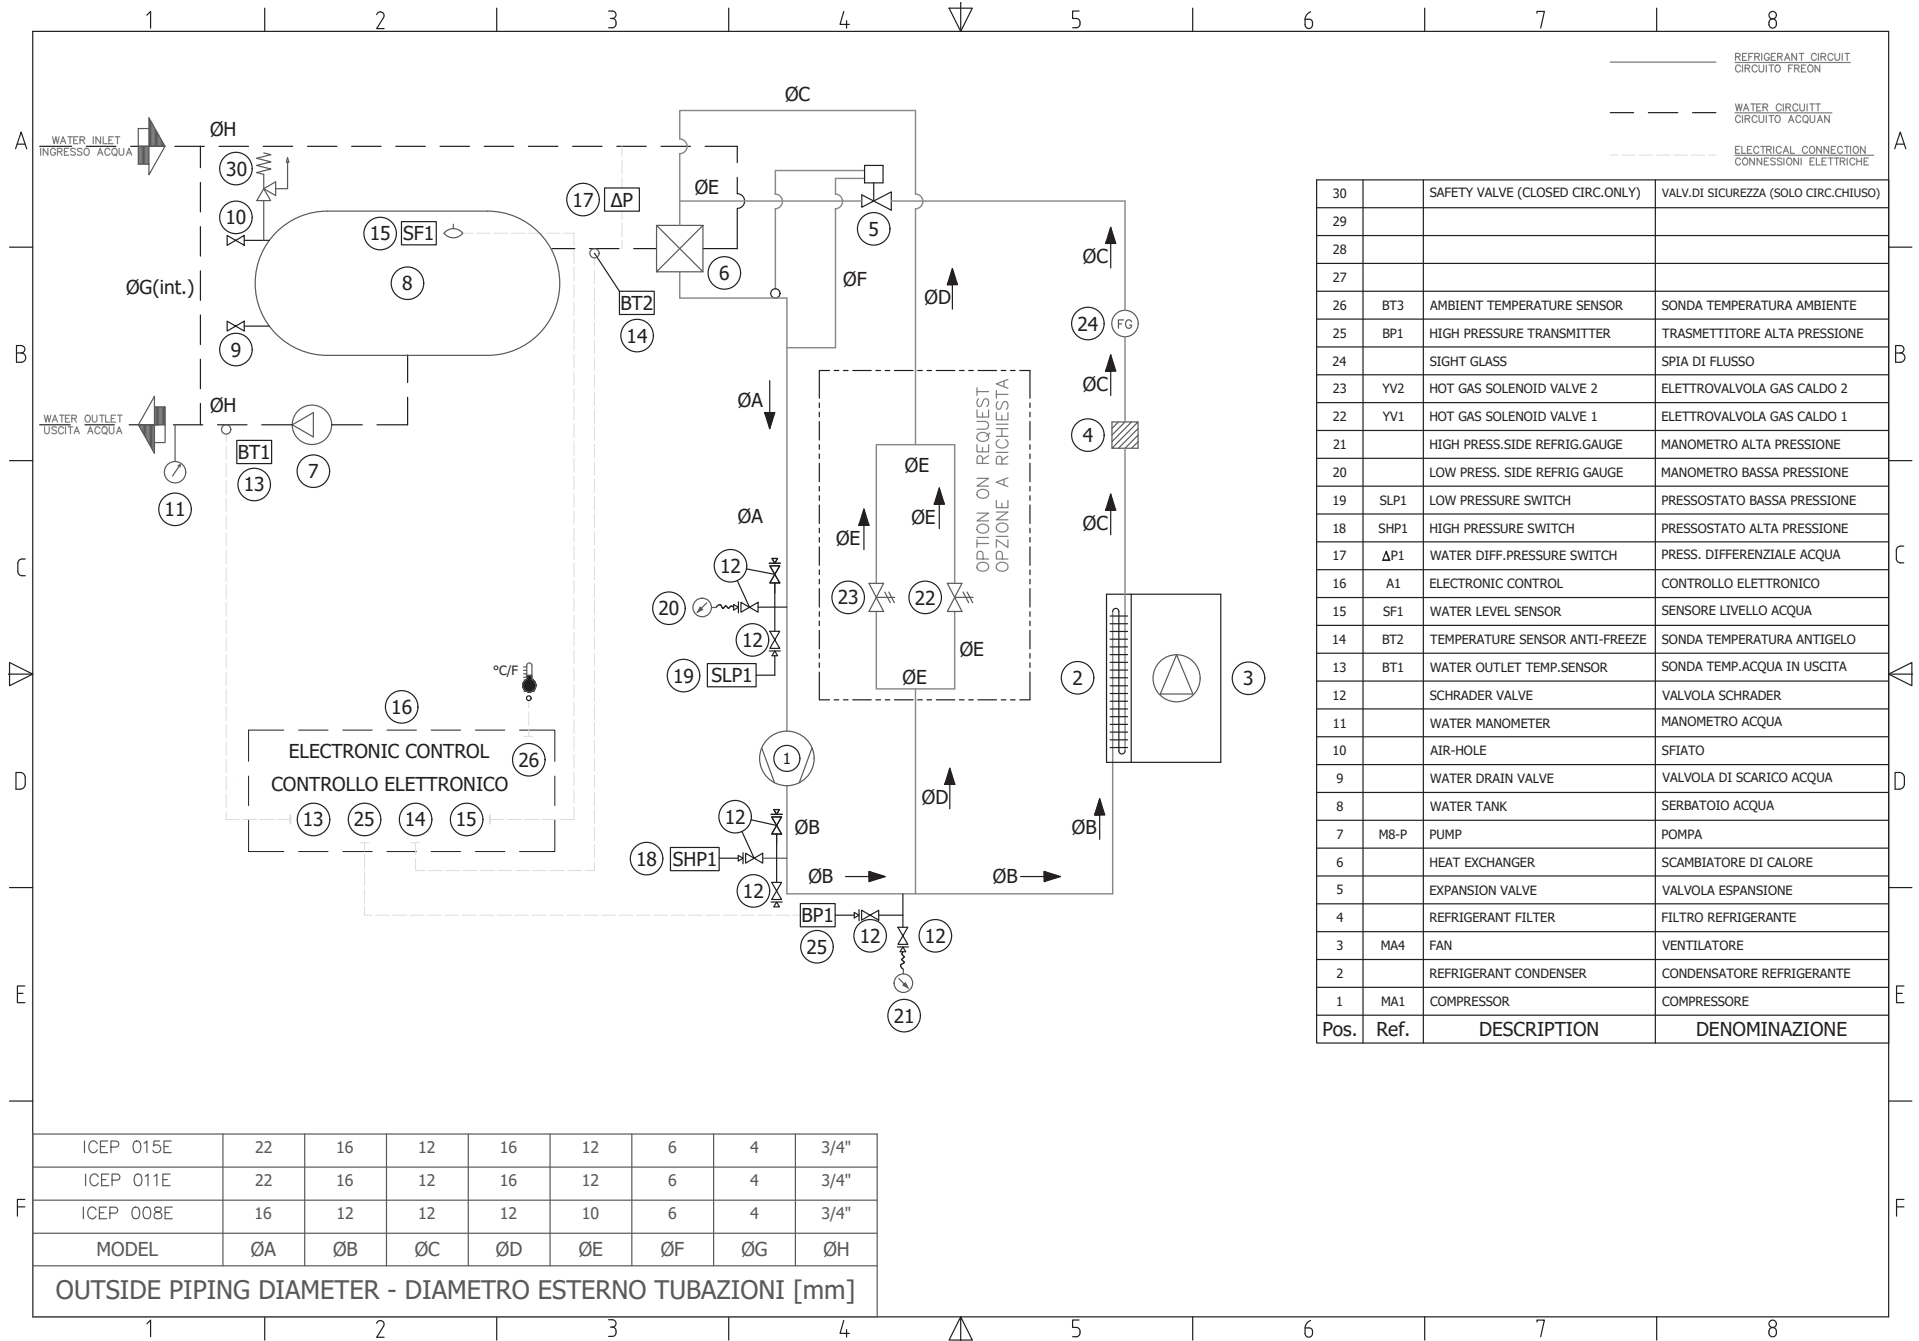 1 2 3 4 5 6 7 8
A
B
C
D
E
F
A
B
C
D
E
F
REFRIGERANT CIRCUIT
CIRCUITO FREON
WATER CIRCUITT
CIRCUITO ACQUAN
ELECTRICAL CONNECTION
CONNESSIONI ELETTRICHE
WATER INLET
INGRESSO ACQUA
ØH
30
10
15 SF1
8
ØG(int.)
9
WATER OUTLET
USCITA ACQUA
ØH
BT1
13
7
11
17 ΔP
BT2
14
6
ØE
ØC
5
ØF
ØD
ØC
24 FG
ØC
4
ØC
ØA
ØA
OPTION ON REQUEST
OPZIONE A RICHIESTA
ØE
ØE
ØE
23
22
ØE
ØE
12
20
12
19 SLP1
2
3
1
12
ØB
18 SHP1
12
ØB
ØD
ØB
ØB
BP1
25
12
12
21
°C/F
16
ELECTRONIC CONTROL
CONTROLLO ELETTRONICO
26
13 25 14 15
30 SAFETY VALVE (CLOSED CIRC.ONLY) VALV.DI SICUREZZA (SOLO CIRC.CHIUSO)
29
28
27
26 BT3 AMBIENT TEMPERATURE SENSOR SONDA TEMPERATURA AMBIENTE
25 BP1 HIGH PRESSURE TRANSMITTER TRASMETTITORE ALTA PRESSIONE
24 SIGHT GLASS SPIA DI FLUSSO
23 YV2 HOT GAS SOLENOID VALVE 2 ELETTROVALVOLA GAS CALDO 2
22 YV1 HOT GAS SOLENOID VALVE 1 ELETTROVALVOLA GAS CALDO 1
21 HIGH PRESS.SIDE REFRIG.GAUGE MANOMETRO ALTA PRESSIONE
20 LOW PRESS. SIDE REFRIG GAUGE MANOMETRO BASSA PRESSIONE
19 SLP1 LOW PRESSURE SWITCH PRESSOSTATO BASSA PRESSIONE
18 SHP1 HIGH PRESSURE SWITCH PRESSOSTATO ALTA PRESSIONE
17 ΔP1 WATER DIFF.PRESSURE SWITCH PRESS. DIFFERENZIALE ACQUA
16 A1 ELECTRONIC CONTROL CONTROLLO ELETTRONICO
15 SF1 WATER LEVEL SENSOR SENSORE LIVELLO ACQUA
14 BT2 TEMPERATURE SENSOR ANTI-FREEZE SONDA TEMPERATURA ANTIGELO
13 BT1 WATER OUTLET TEMP.SENSOR SONDA TEMP.ACQUA IN USCITA
12 SCHRADER VALVE VALVOLA SCHRADER
11 WATER MANOMETER MANOMETRO ACQUA
10 AIR-HOLE SFIATO
9 WATER DRAIN VALVE VALVOLA DI SCARICO ACQUA
8 WATER TANK SERBATOIO ACQUA
7 M8-P PUMP POMPA
6 HEAT EXCHANGER SCAMBIATORE DI CALORE
5 EXPANSION VALVE VALVOLA ESPANSIONE
4 REFRIGERANT FILTER FILTRO REFRIGERANTE
3 MA4 FAN VENTILATORE
2 REFRIGERANT CONDENSER CONDENSATORE REFRIGERANTE
1 MA1 COMPRESSOR COMPRESSORE
Pos. Ref. DESCRIPTION DENOMINAZIONE
ICEP 015E 22 16 12 16 12 6 4 3/4"
ICEP 011E 22 16 12 16 12 6 4 3/4"
ICEP 008E 16 12 12 12 10 6 4 3/4"
MODEL ØA ØB ØC ØD ØE ØF ØG ØH
OUTSIDE PIPING DIAMETER - DIAMETRO ESTERNO TUBAZIONI [mm]
1 2 3 4 5 6 7 8